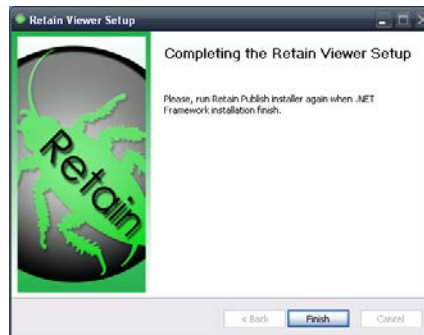 Retain Viewer Setup
Completing the Retain Viewer Setup
Please, run Retain Publish installer again when .NET
Framework installation finish.
Retain
< Back
Finish
Cancel